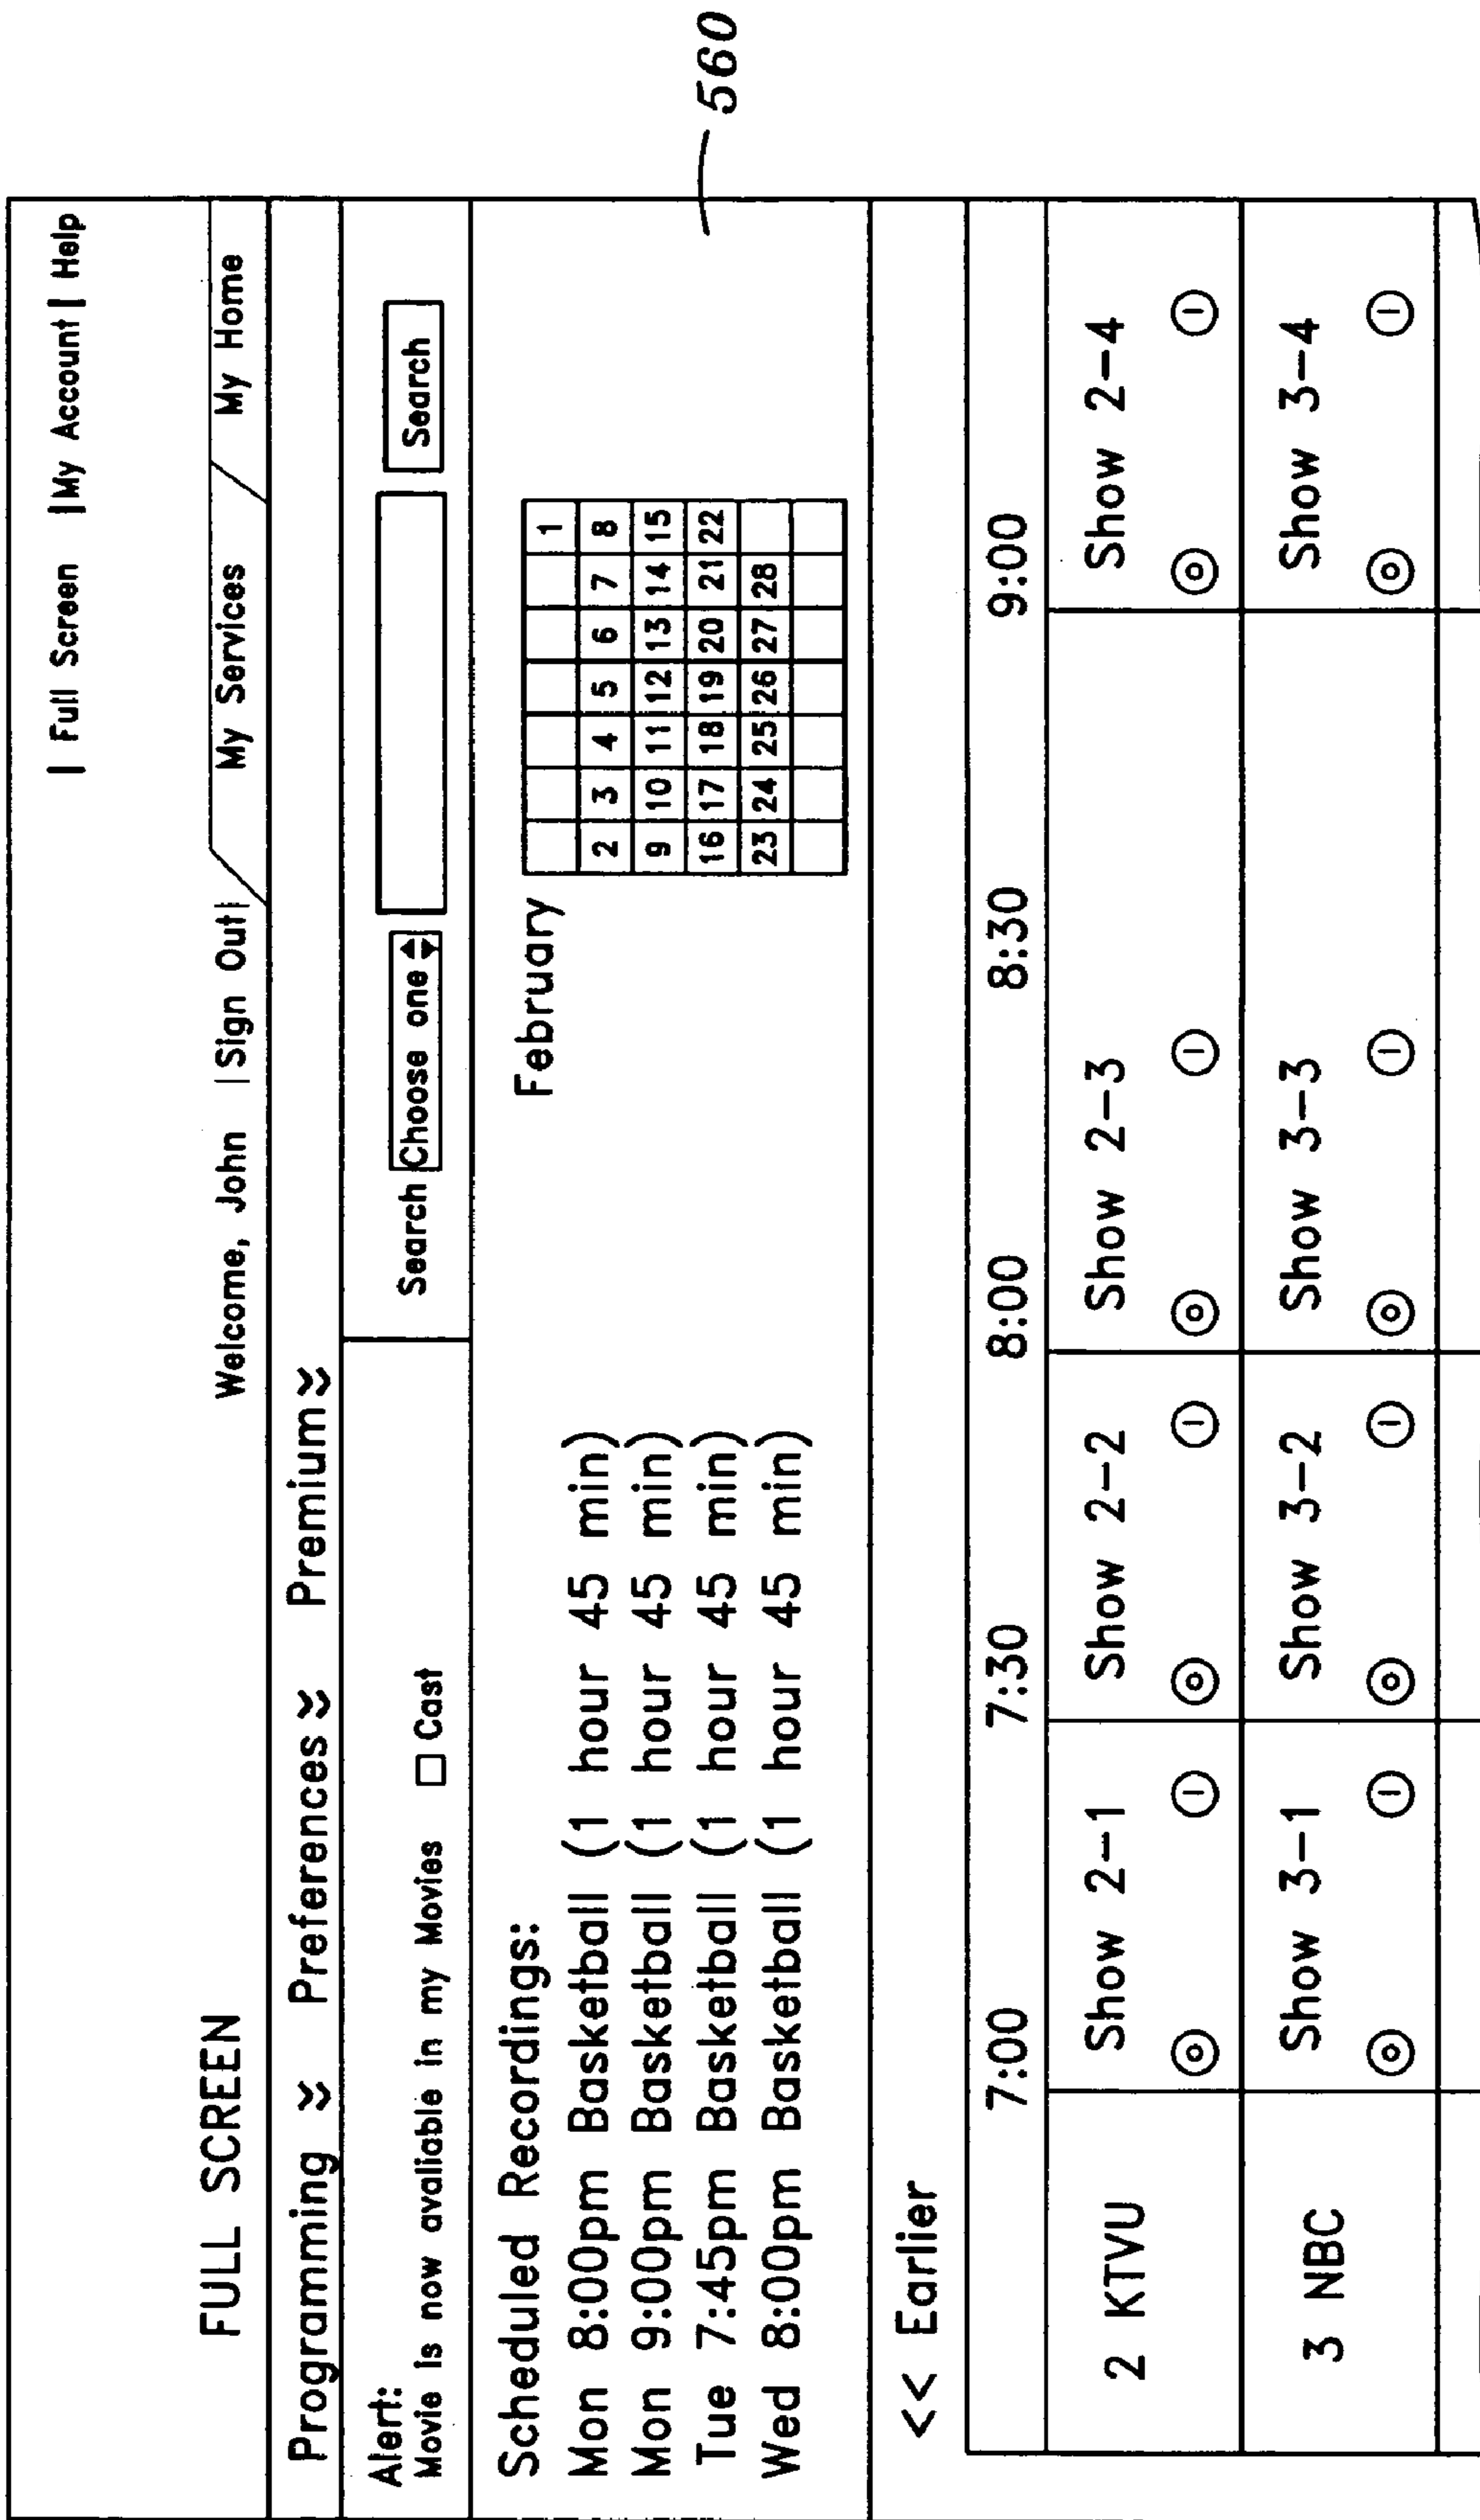 | Full Screen |My Account| Help
FULL SCREEN Welcome, John |Sign Out| My Services My Home
Programming Preferences Premium
Alert:
Movie is now avaliable in my Movies □ Cast
Search Choose one Search
Scheduled Recordings:
Mon 8:00pm Basketball (1 hour 45 min)
Mon 9:00pm Basketball (1 hour 45 min)
Tue 7:45pm Basketball (1 hour 45 min)
Wed 8:00pm Basketball (1 hour 45 min)
February
1
2 3 4 5 6 7 8
9 10 11 12 13 14 15
16 17 18 19 20 21 22
23 24 25 26 27 28
560
<< Earlier
7:00 7:30 8:00 8:30 9:00
2 KTVU Show 2-1 Show 2-2 Show 2-3 Show 2-4
3 NBC Show 3-1 Show 3-2 Show 3-3 Show 3-4